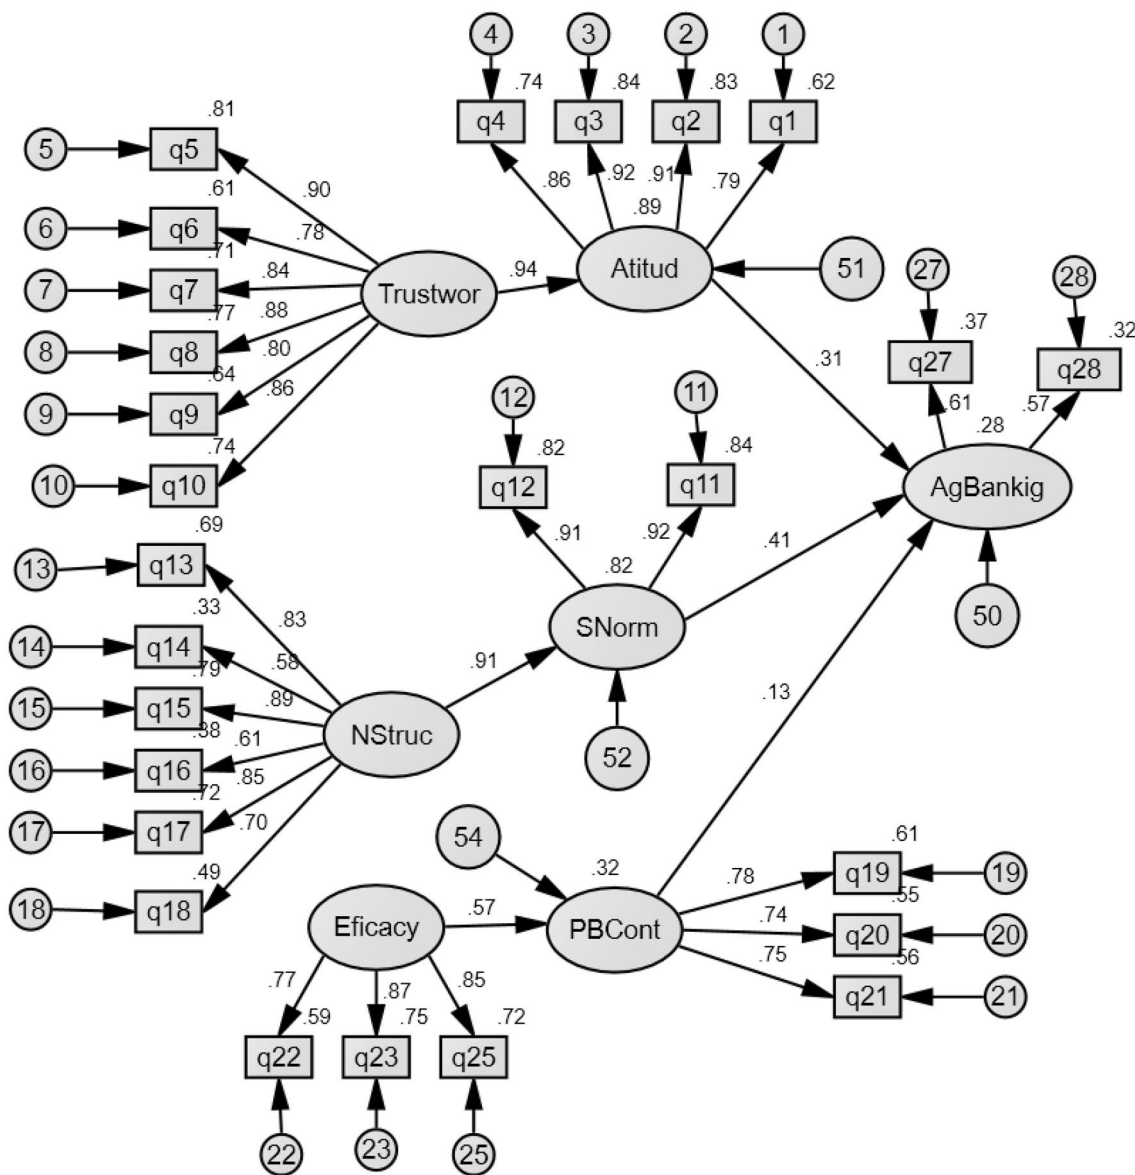 4 3 2 1
.74 .84 .83 .62
q4 q3 q2 q1
.86 .92 .91 .79
.89
Atitud
51
.81
5 q5
.90
.61
6 q6
.78
.71
7 q7
.84
.77
8 q8
.88
.64
9 q9
.80
.74
10 q10
.86
Trustwor
.94
27 28
.37 .32
q27 q28
.61 .57
.28
AgBankig
50
.31
.41
.13
12 11
.82 .84
q12 q11
.91 .92
.82
SNorm
52
.69
13 q13
.83
.33
14 q14
.58
.79
15 q15
.89
.38
16 q16
.61
.72
17 q17
.85
.49
18 q18
.70
NStruc
.91
54
.32
PBCont
.57
Eficacy
.61
.78 q19 19
.55
.74 q20 20
.56
.75 q21 21
.77 .87 .85
.59 .75 .72
q22 q23 q25
22 23 25